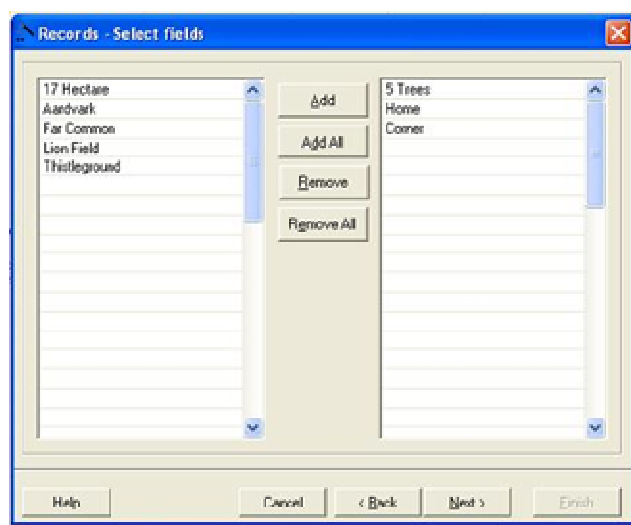 Records - Select fields
17 Hectare
Aardvark
Far Common
Lion Field
Thistleground
Add
Add All
Remove
Remove All
5 Trees
Home
Corner
Help
Cancel
< Back
Next >
Finish